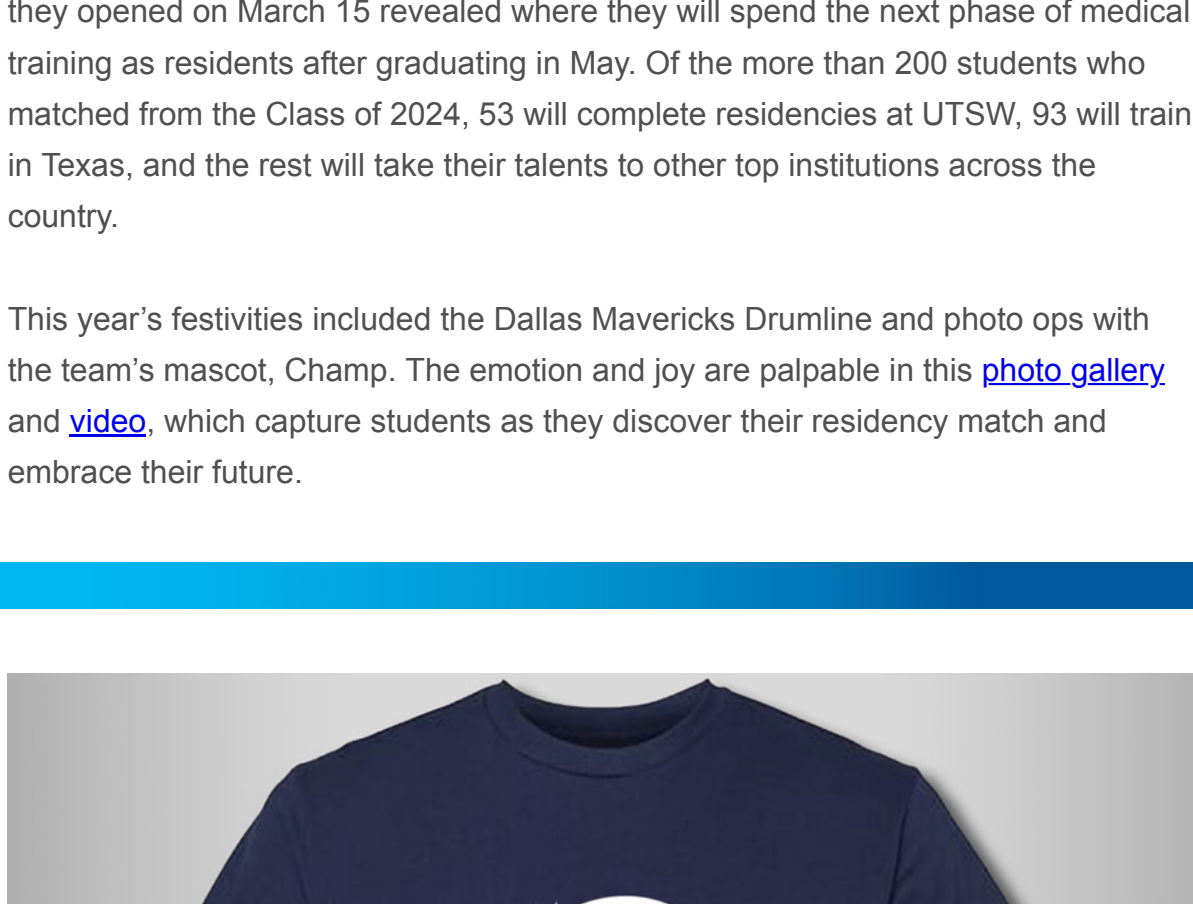 they opened on March 15 revealed where they will spend the next phase of medical
training as residents after graduating in May. Of the more than 200 students who
matched from the Class of 2024, 53 will complete residencies at UTSW, 93 will train
in Texas, and the rest will take their talents to other top institutions across the
country.
This year’s festivities included the Dallas Mavericks Drumline and photo ops with
the team’s mascot, Champ. The emotion and joy are palpable in this photo gallery
and video, which capture students as they discover their residency match and
embrace their future.